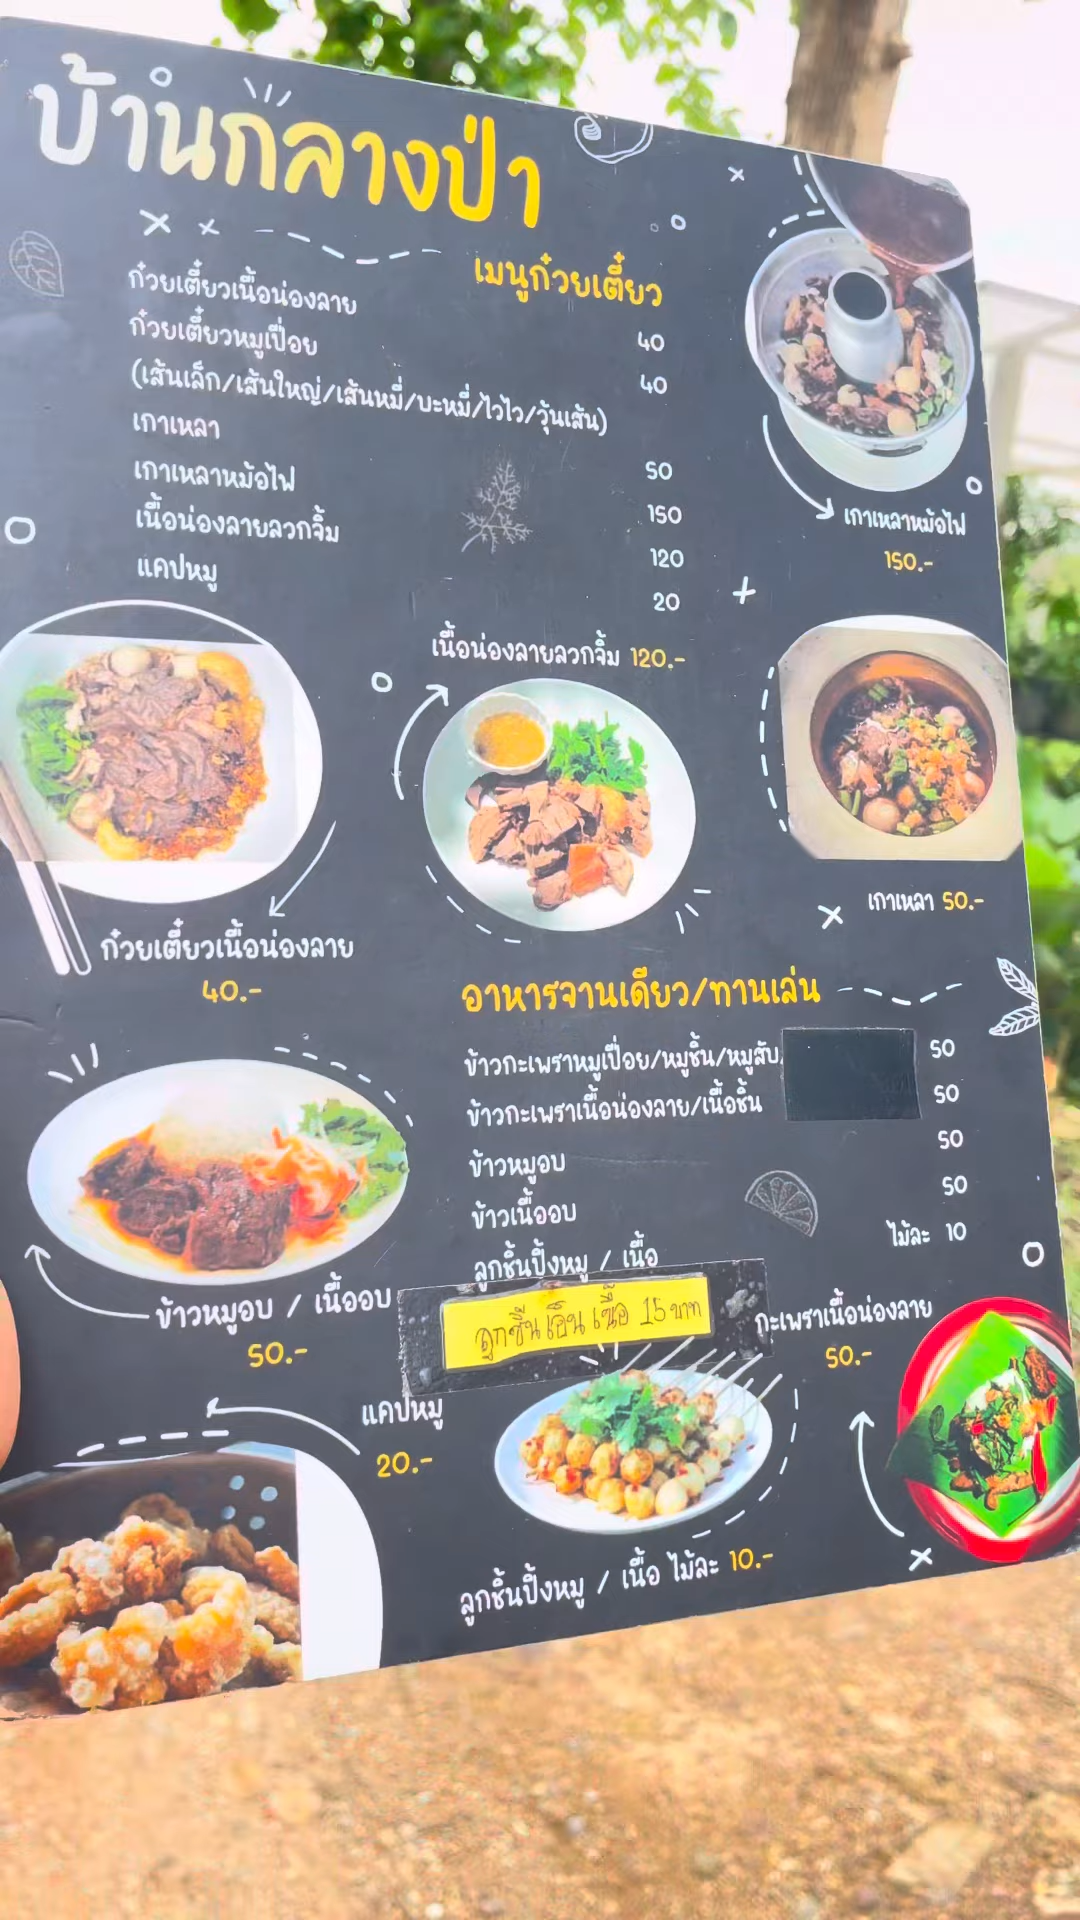 บ้านกลางป่า
เมนูก๋วยเตี๋ยว
ก๋วยเตี๋ยวเนื้อน่องลาย 40
ก๋วยเตี๋ยวหมูเปื่อย 40
(เส้นเล็ก/เส้นใหญ่/เส้นหมี่/บะหมี่/ไวไว/วุ้นเส้น)
เกาเหลา 50
เกาเหลาหม้อไฟ 150
เนื้อน่องลายลวกจิ้ม 120
แคปหมู 20
เกาเหลาหม้อไฟ
150.-
เนื้อน่องลายลวกจิ้ม 120.-
เกาเหลา 50.-
ก๋วยเตี๋ยวเนื้อน่องลาย
40.-
อาหารจานเดียว/ทานเล่น
ข้าวกะเพราหมูเปื่อย/หมูชิ้น/หมูสับ 50
ข้าวกะเพราเนื้อน่องลาย/เนื้อชิ้น 50
ข้าวหมูอบ 50
ข้าวเนื้ออบ 50
ลูกชิ้นปิ้งหมู / เนื้อ ไม้ละ 10
ลูกชิ้นเอ็นเนื้อ 15 บาท
ข้าวหมูอบ / เนื้ออบ
50.-
กะเพราเนื้อน่องลาย
50.-
แคปหมู
20.-
ลูกชิ้นปิ้งหมู / เนื้อ ไม้ละ 10.-